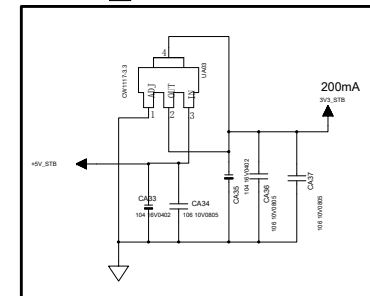 4
CW1117-3.3
ADJ
OUT
IN
UA03
1
2
3
200mA
3V3_STB
+5V_STB
CA33
104 16V0402
CA34
106 10V0805
CA35
104 16V0402
CA36
106 10V0805
CA37
106 10V0805